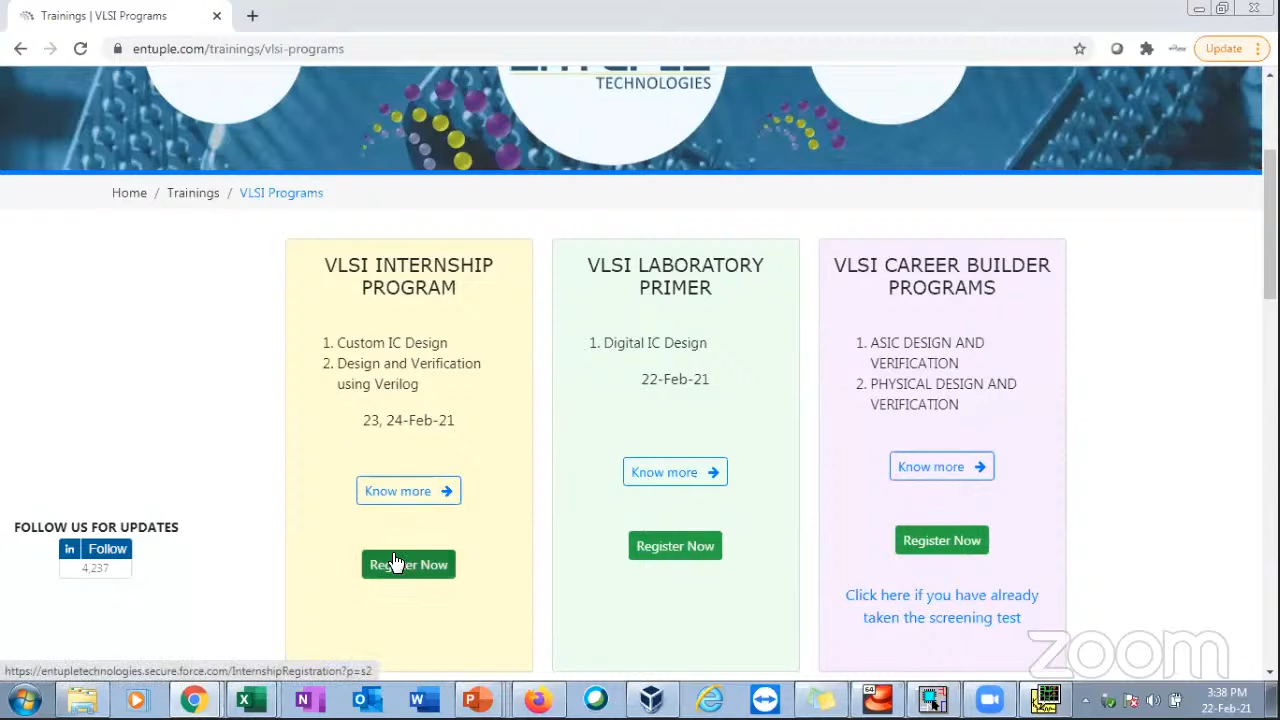 Trainings | VLSI Programs
entuple.com/trainings/vlsi-programs
Update
TECHNOLOGIES
Home / Trainings / VLSI Programs
VLSI INTERNSHIP
PROGRAM
1. Custom IC Design
2. Design and Verification
using Verilog
23, 24-Feb-21
Know more
Register Now
VLSI LABORATORY
PRIMER
1. Digital IC Design
22-Feb-21
Know more
Register Now
VLSI CAREER BUILDER
PROGRAMS
1. ASIC DESIGN AND
VERIFICATION
2. PHYSICAL DESIGN AND
VERIFICATION
Know more
Register Now
Click here if you have already
taken the screening test
FOLLOW US FOR UPDATES
in Follow
4,237
zoom
https://entupletechnologies.secure.force.com/InternshipRegistration?p=s2
3:38 PM
22-Feb-21